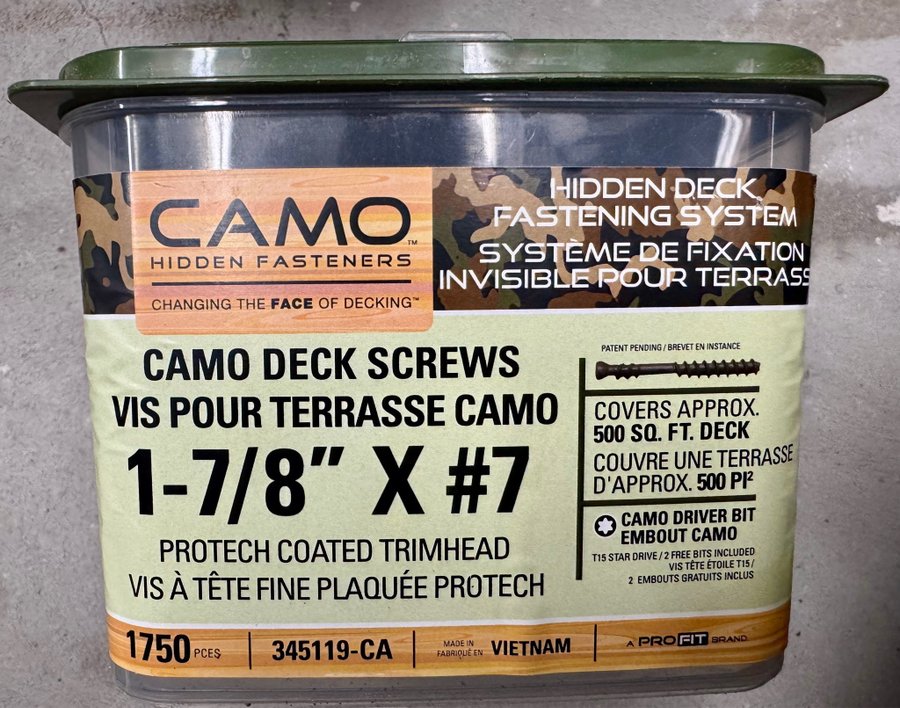 CAMO™
HIDDEN FASTENERS
CHANGING THE FACE OF DECKING™
HIDDEN DECK
FASTENING SYSTEM
SYSTÈME DE FIXATION
INVISIBLE POUR TERRASS
CAMO DECK SCREWS
VIS POUR TERRASSE CAMO
1-7/8" X #7
PROTECH COATED TRIMHEAD
VIS À TÊTE FINE PLAQUÉE PROTECH
PATENT PENDING / BREVET EN INSTANCE
COVERS APPROX.
500 SQ. FT. DECK
COUVRE UNE TERRASSE
D'APPROX. 500 PI²
CAMO DRIVER BIT
EMBOUT CAMO
T15 STAR DRIVE / 2 FREE BITS INCLUDED
VIS TÊTE ÉTOILE T15 /
2 EMBOUTS GRATUITS INCLUS
1750 PCES
345119-CA
MADE IN
FABRIQUÉ EN
VIETNAM
A PROFIT BRAND